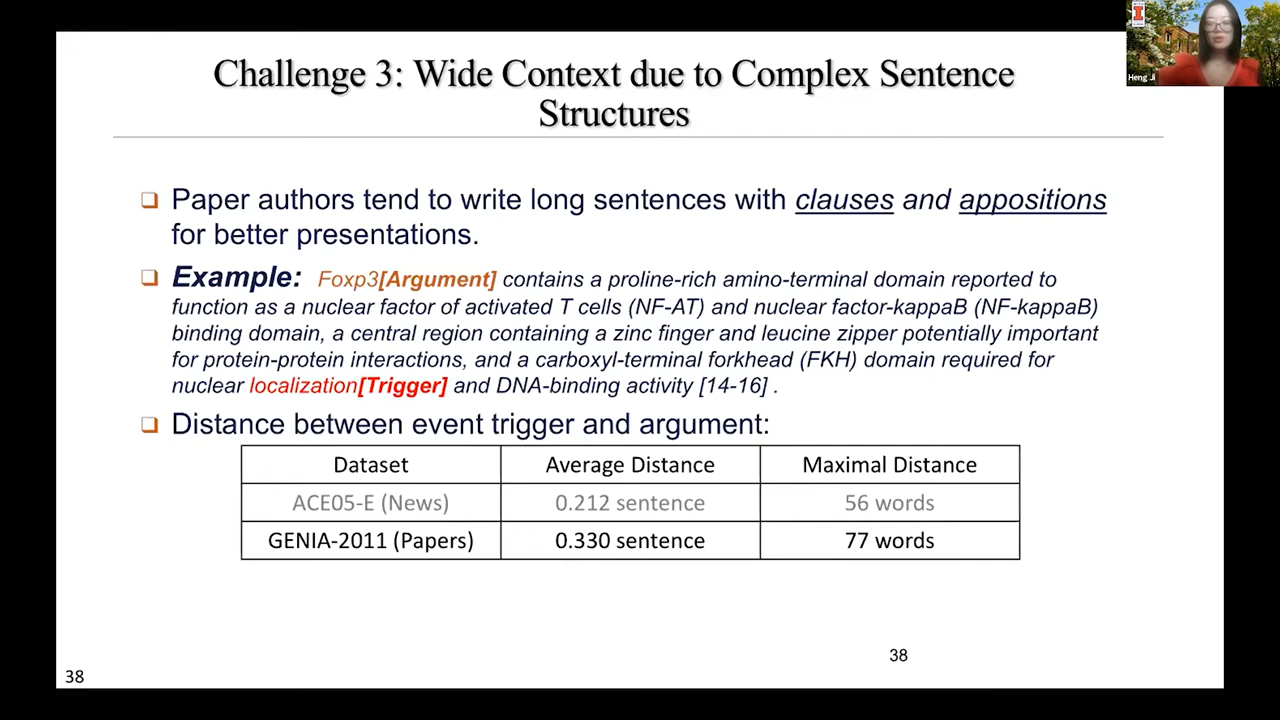 Challenge 3: Wide Context due to Complex Sentence
Structures
I
Heng Ji
Paper authors tend to write long sentences with clauses and appositions
for better presentations.
Example: Foxp3[Argument] contains a proline-rich amino-terminal domain reported to
function as a nuclear factor of activated T cells (NF-AT) and nuclear factor-kappaB (NF-kappaB)
binding domain, a central region containing a zinc finger and leucine zipper potentially important
for protein-protein interactions, and a carboxyl-terminal forkhead (FKH) domain required for
nuclear localization[Trigger] and DNA-binding activity [14-16] .
Distance between event trigger and argument:
Dataset Average Distance Maximal Distance
ACE05-E (News) 0.212 sentence 56 words
GENIA-2011 (Papers) 0.330 sentence 77 words
38
38